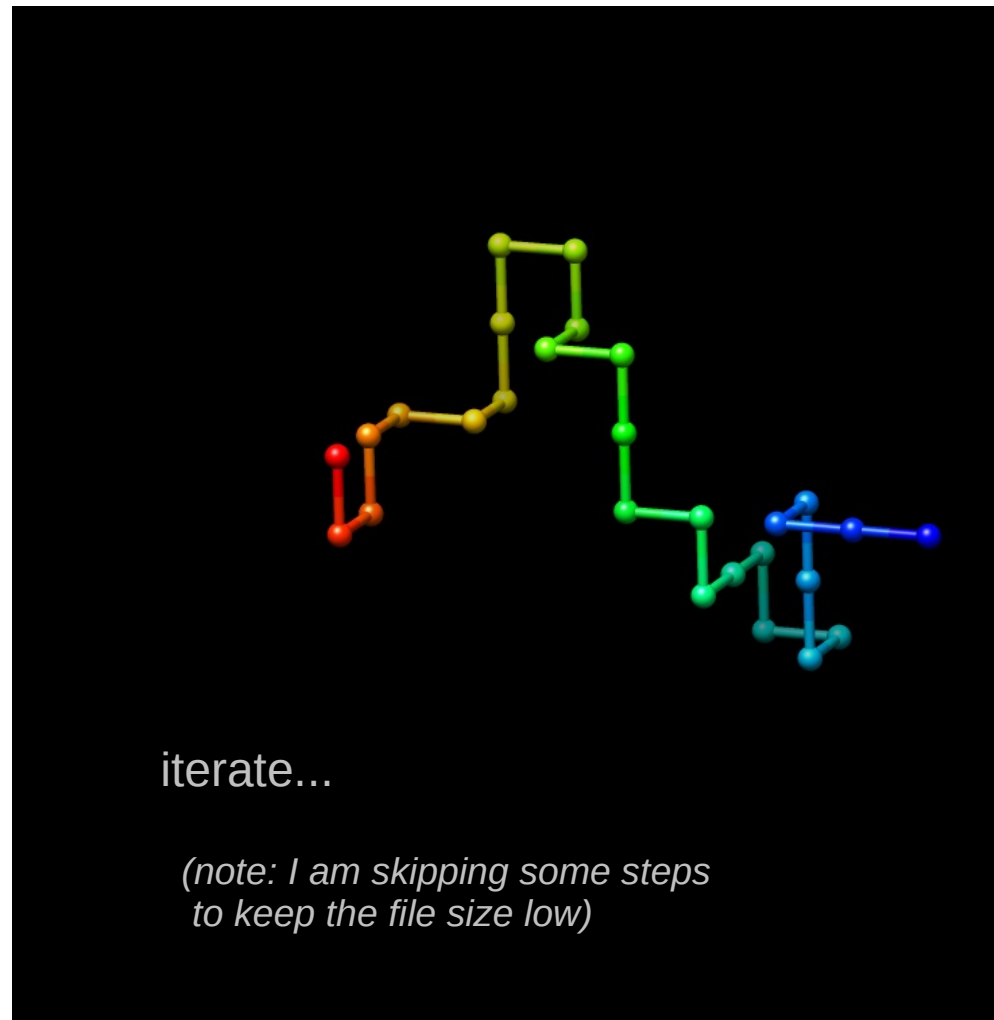 iterate...
(note: I am skipping some steps
to keep the file size low)